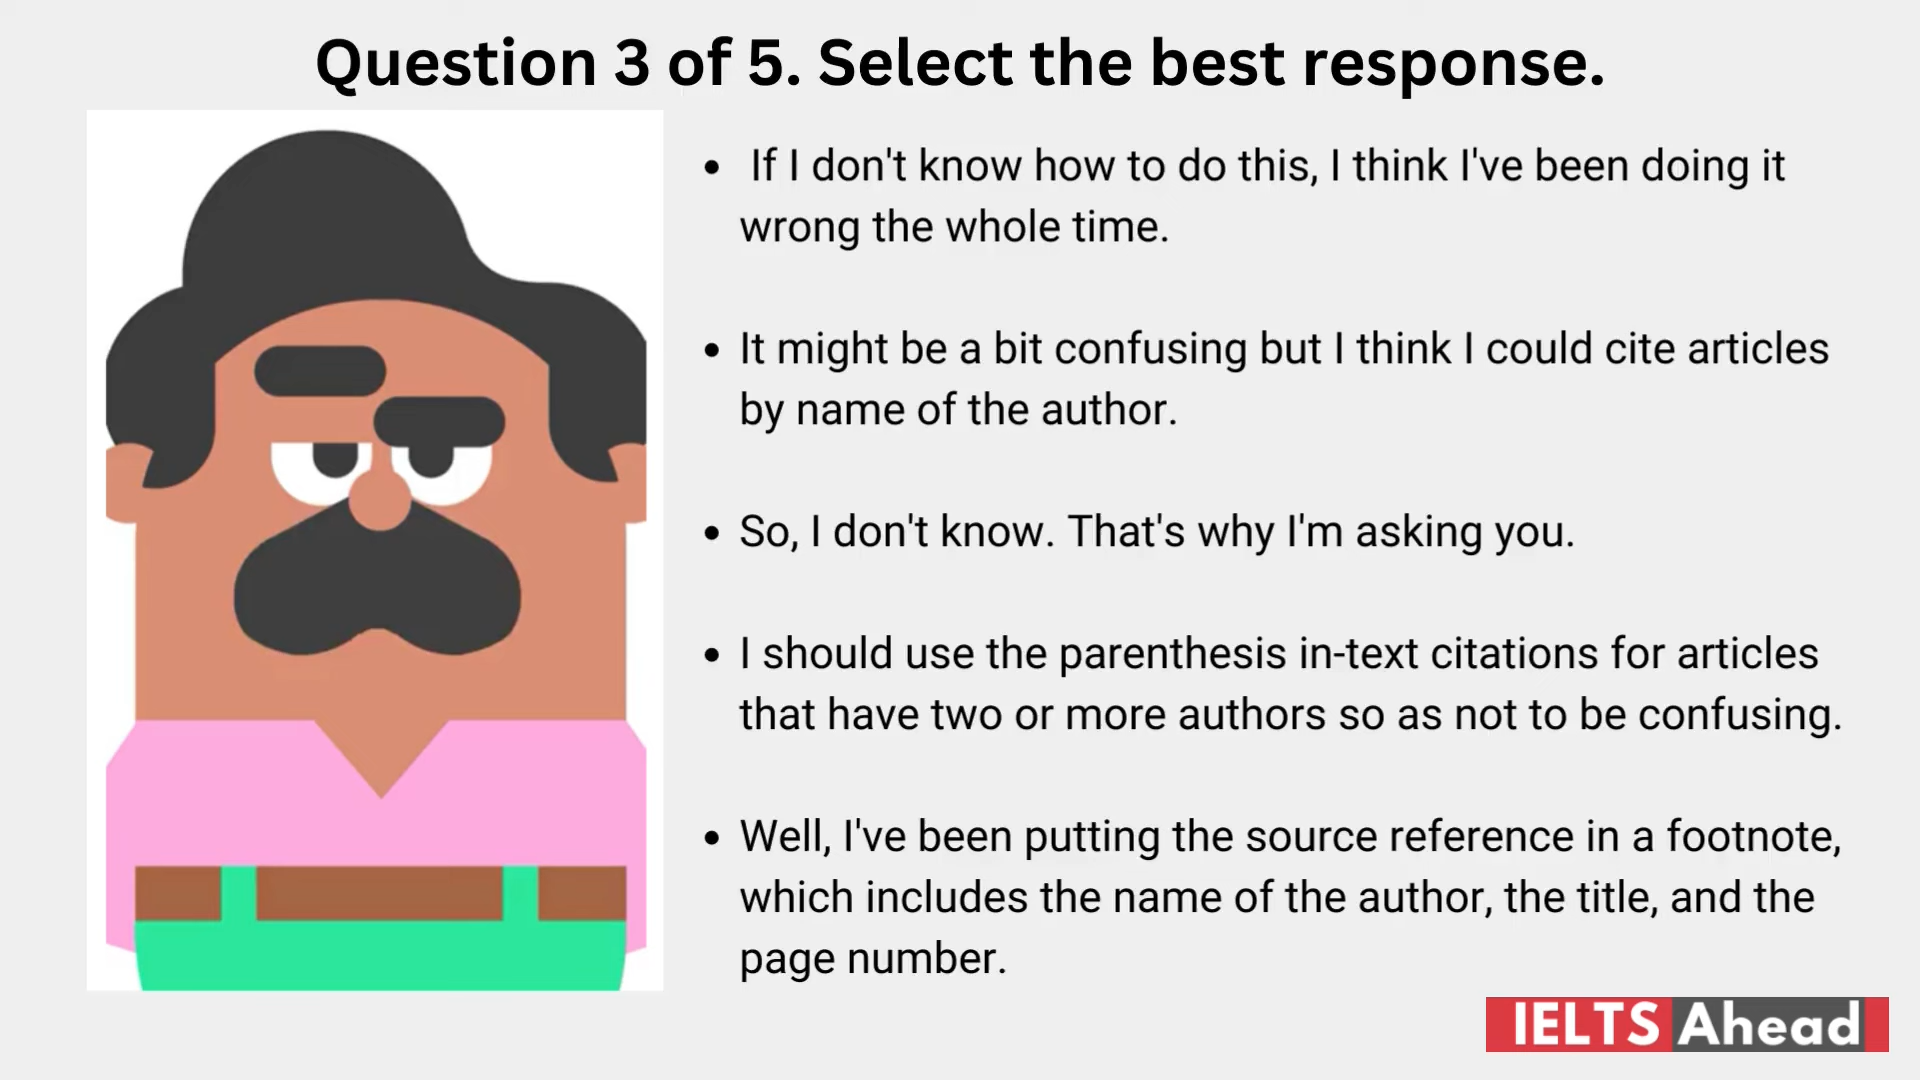 Question 3 of 5. Select the best response.
• If I don't know how to do this, I think I've been doing it
wrong the whole time.
• It might be a bit confusing but I think I could cite articles
by name of the author.
• So, I don't know. That's why I'm asking you.
• I should use the parenthesis in-text citations for articles
that have two or more authors so as not to be confusing.
• Well, I've been putting the source reference in a footnote,
which includes the name of the author, the title, and the
page number.
IELTS Ahead